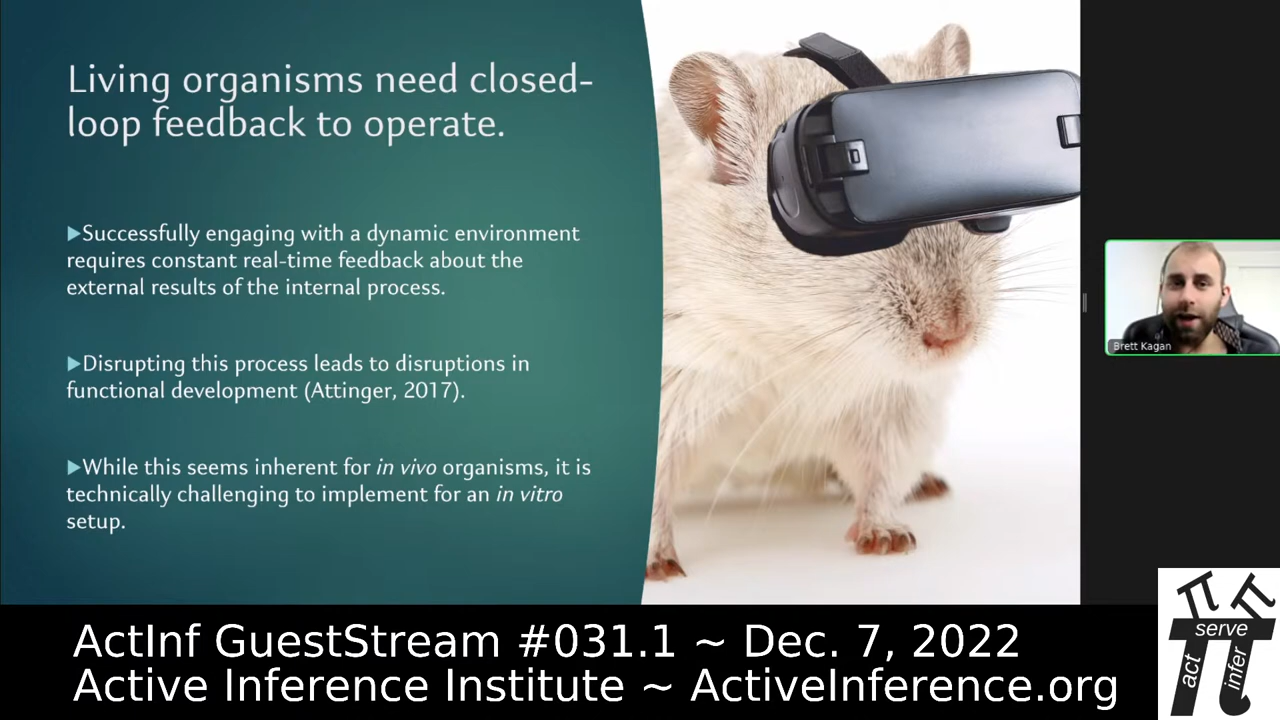 Living organisms need closed-
loop feedback to operate.
▶Successfully engaging with a dynamic environment
requires constant real-time feedback about the
external results of the internal process.
▶Disrupting this process leads to disruptions in
functional development (Attinger, 2017).
▶While this seems inherent for in vivo organisms, it is
technically challenging to implement for an in vitro
setup.
Brett Kagan
ActInf GuestStream #031.1 ~ Dec. 7, 2022
Active Inference Institute ~ ActiveInference.org
serve
act
infer